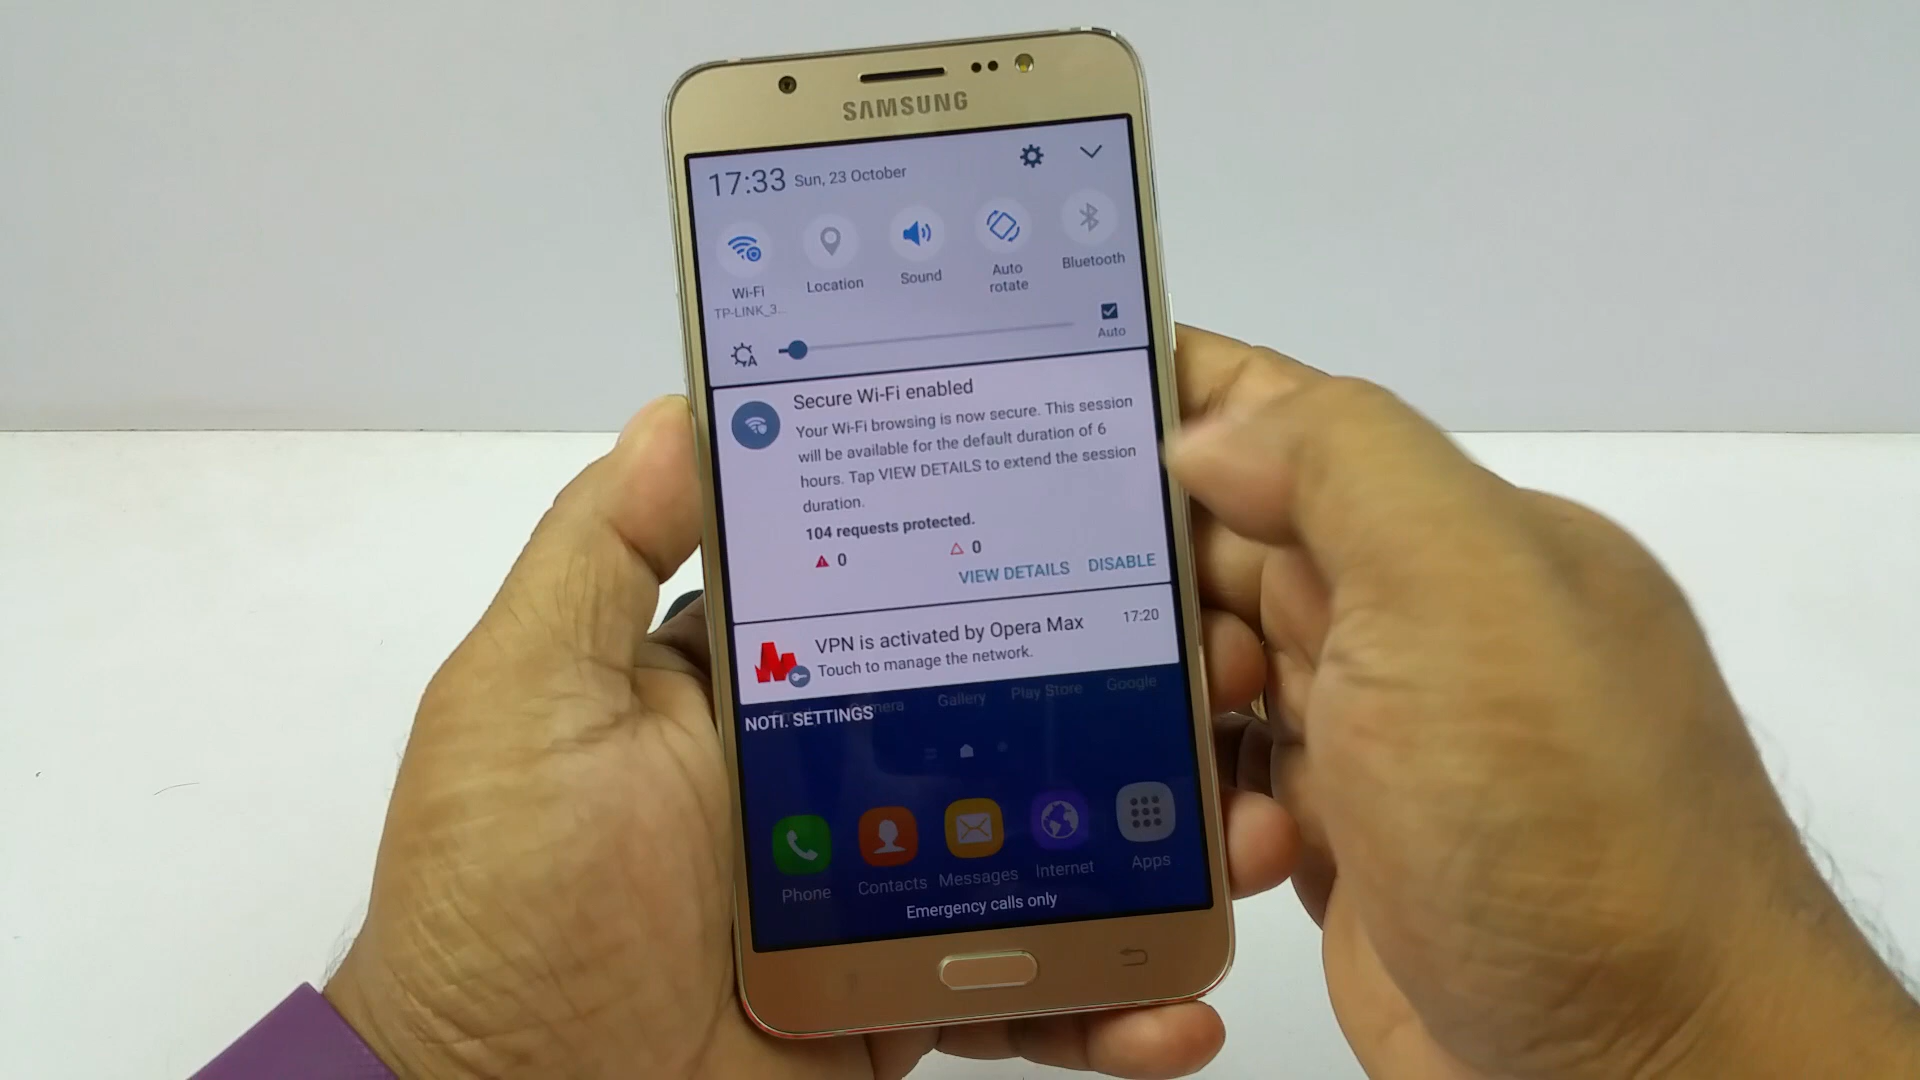 SAMSUNG
17:33 Sun, 23 October
Wi-Fi
TP-LINK_3...
Location
Sound
Auto
rotate
Bluetooth
A
Auto
Secure Wi-Fi enabled
Your Wi-Fi browsing is now secure. This session
will be available for the default duration of 6
hours. Tap VIEW DETAILS to extend the session
duration.
104 requests protected.
0 0
VIEW DETAILS DISABLE
VPN is activated by Opera Max 17:20
Touch to manage the network.
Gallery Play Store Google
NOTI. SETTINGS
Phone Contacts Messages Internet Apps
Emergency calls only